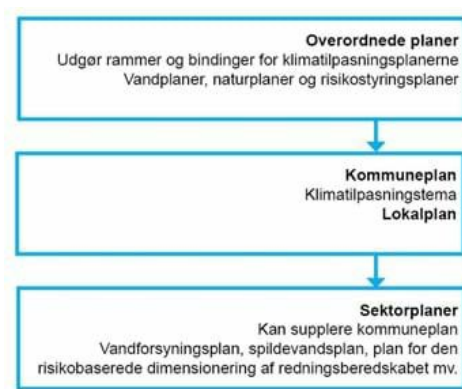 Overordnede planer
Udgør rammer og bindinger for klimatilpasningsplanerne
Vandplaner, naturplaner og risikostyringsplaner
Kommuneplan
Klimatilpasningstema
Lokalplan
Sektorplaner
Kan supplere kommuneplan
Vandforsyningsplan, spildevandsplan, plan for den
risikobaserede dimensionering af redningsberedskabet mv.